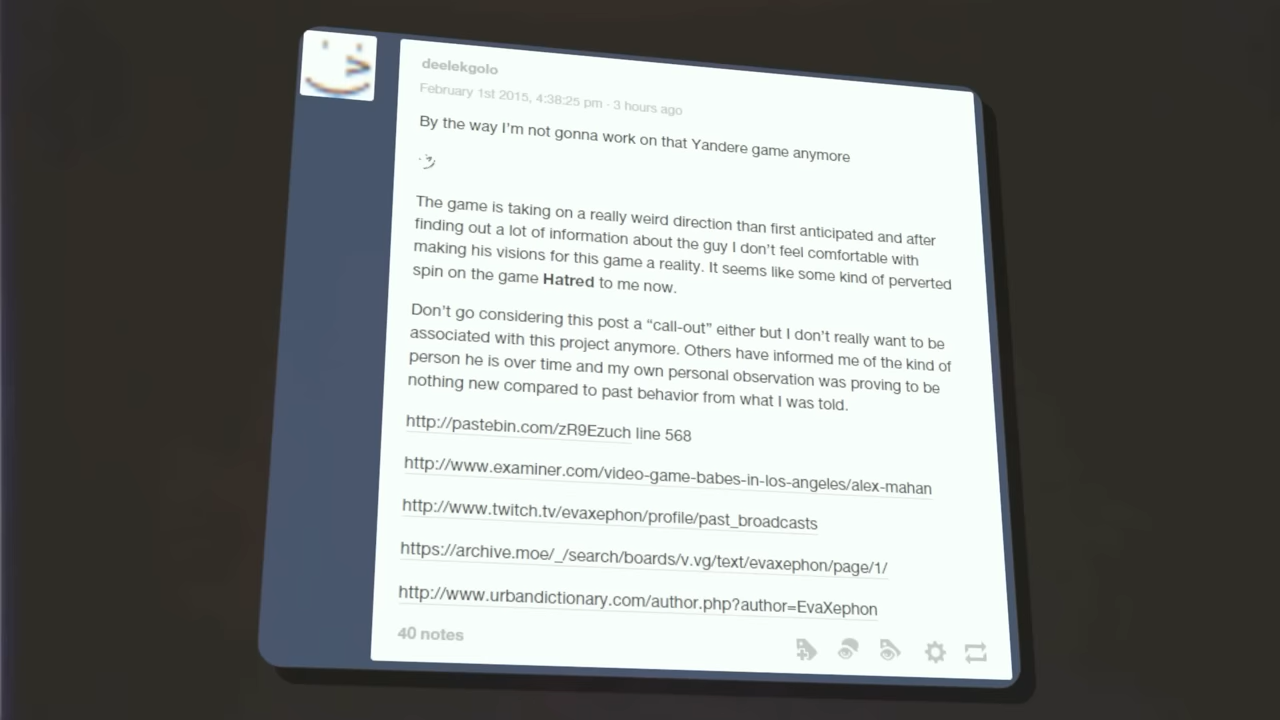 deelekgolo
February 1st 2015, 4:38:25 pm · 3 hours ago
By the way I'm not gonna work on that Yandere game anymore
The game is taking on a really weird direction than first anticipated and after
finding out a lot of information about the guy I don't feel comfortable with
making his visions for this game a reality. It seems like some kind of perverted
spin on the game Hatred to me now.
Don't go considering this post a “call-out” either but I don't really want to be
associated with this project anymore. Others have informed me of the kind of
person he is over time and my own personal observation was proving to be
nothing new compared to past behavior from what I was told.
http://pastebin.com/zR9Ezuch line 568
http://www.examiner.com/video-game-babes-in-los-angeles/alex-mahan
http://www.twitch.tv/evaxephon/profile/past_broadcasts
https://archive.moe/_/search/boards/v.vg/text/evaxephon/page/1/
http://www.urbandictionary.com/author.php?author=EvaXephon
40 notes